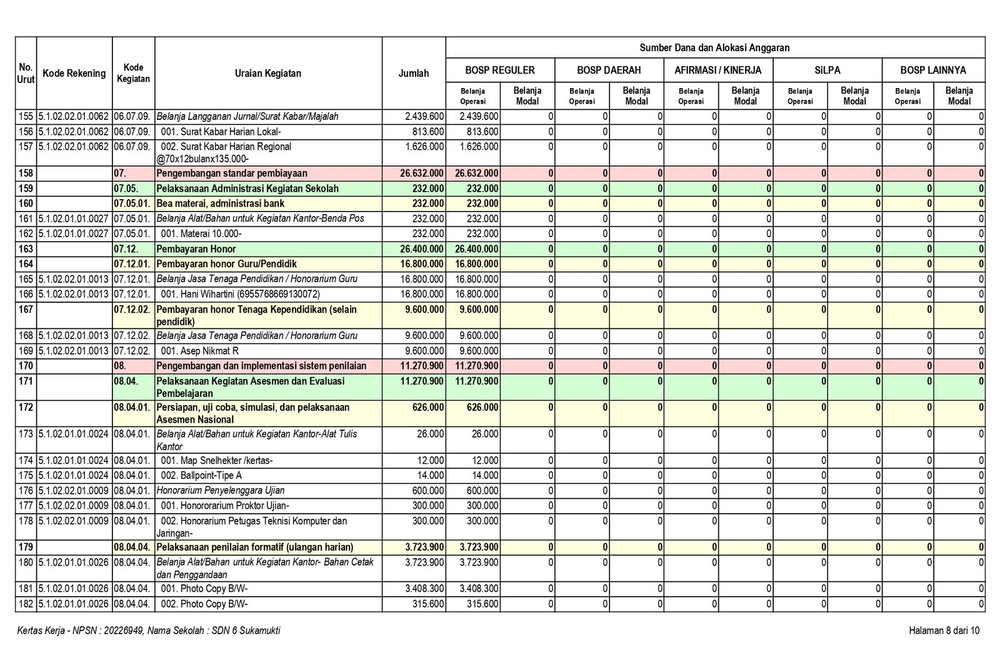 Sumber Dana dan Alokasi Anggaran
No. Urut Kode Rekening Kode Kegiatan Uraian Kegiatan Jumlah BOSP REGULER BOSP DAERAH AFIRMASI / KINERJA SiLPA BOSP LAINNYA
Belanja Operasi Belanja Modal Belanja Operasi Belanja Modal Belanja Operasi Belanja Modal Belanja Operasi Belanja Modal Belanja Operasi Belanja Modal
155 5.1.02.02.01.0062 06.07.09. Belanja Langganan Jurnal/Surat Kabar/Majalah 2.439.600 2.439.600 0 0 0 0 0 0 0 0 0
156 5.1.02.02.01.0062 06.07.09. 001. Surat Kabar Harian Lokal- 813.600 813.600 0 0 0 0 0 0 0 0 0
157 5.1.02.02.01.0062 06.07.09. 002. Surat Kabar Harian Regional 1.626.000 1.626.000 0 0 0 0 0 0 0 0 0
@70x12bulanx135.000-
158 07. Pengembangan standar pembiayaan 26.632.000 26.632.000 0 0 0 0 0 0 0 0 0
159 07.05. Pelaksanaan Administrasi Kegiatan Sekolah 232.000 232.000 0 0 0 0 0 0 0 0 0
160 07.05.01. Bea materai, administrasi bank 232.000 232.000 0 0 0 0 0 0 0 0 0
161 5.1.02.01.01.0027 07.05.01. Belanja Alat/Bahan untuk Kegiatan Kantor-Benda Pos 232.000 232.000 0 0 0 0 0 0 0 0 0
162 5.1.02.01.01.0027 07.05.01. 001. Materai 10.000- 232.000 232.000 0 0 0 0 0 0 0 0 0
163 07.12. Pembayaran Honor 26.400.000 26.400.000 0 0 0 0 0 0 0 0 0
164 07.12.01. Pembayaran honor Guru/Pendidik 16.800.000 16.800.000 0 0 0 0 0 0 0 0 0
165 5.1.02.02.01.0013 07.12.01. Belanja Jasa Tenaga Pendidikan / Honorarium Guru 16.800.000 16.800.000 0 0 0 0 0 0 0 0 0
166 5.1.02.02.01.0013 07.12.01. 001. Hani Wihartini (6955768669130072) 16.800.000 16.800.000 0 0 0 0 0 0 0 0 0
167 07.12.02. Pembayaran honor Tenaga Kependidikan (selain 9.600.000 9.600.000 0 0 0 0 0 0 0 0 0
pendidik)
168 5.1.02.02.01.0013 07.12.02. Belanja Jasa Tenaga Pendidikan / Honorarium Guru 9.600.000 9.600.000 0 0 0 0 0 0 0 0 0
169 5.1.02.02.01.0013 07.12.02. 001. Asep Nikmat R 9.600.000 9.600.000 0 0 0 0 0 0 0 0 0
170 08. Pengembangan dan implementasi sistem penilaian 11.270.900 11.270.900 0 0 0 0 0 0 0 0 0
171 08.04. Pelaksanaan Kegiatan Asesmen dan Evaluasi 11.270.900 11.270.900 0 0 0 0 0 0 0 0 0
Pembelajaran
172 08.04.01. Persiapan, uji coba, simulasi, dan pelaksanaan 626.000 626.000 0 0 0 0 0 0 0 0 0
Asesmen Nasional
173 5.1.02.01.01.0024 08.04.01. Belanja Alat/Bahan untuk Kegiatan Kantor-Alat Tulis 26.000 26.000 0 0 0 0 0 0 0 0 0
Kantor
174 5.1.02.01.01.0024 08.04.01. 001. Map Snelhekter /kertas- 12.000 12.000 0 0 0 0 0 0 0 0 0
175 5.1.02.01.01.0024 08.04.01. 002. Ballpoint-Tipe A 14.000 14.000 0 0 0 0 0 0 0 0 0
176 5.1.02.02.01.0009 08.04.01. Honorarium Penyelenggara Ujian 600.000 600.000 0 0 0 0 0 0 0 0 0
177 5.1.02.02.01.0009 08.04.01. 001. Honororarium Proktor Ujian- 300.000 300.000 0 0 0 0 0 0 0 0 0
178 5.1.02.02.01.0009 08.04.01. 002. Honorarium Petugas Teknisi Komputer dan 300.000 300.000 0 0 0 0 0 0 0 0 0
Jaringan-
179 08.04.04. Pelaksanaan penilaian formatif (ulangan harian) 3.723.900 3.723.900 0 0 0 0 0 0 0 0 0
180 5.1.02.01.01.0026 08.04.04. Belanja Alat/Bahan untuk Kegiatan Kantor- Bahan Cetak 3.723.900 3.723.900 0 0 0 0 0 0 0 0 0
dan Penggandaan
181 5.1.02.01.01.0026 08.04.04. 001. Photo Copy B/W- 3.408.300 3.408.300 0 0 0 0 0 0 0 0 0
182 5.1.02.01.01.0026 08.04.04. 002. Photo Copy B/W- 315.600 315.600 0 0 0 0 0 0 0 0 0
Kertas Kerja - NPSN : 20226949, Nama Sekolah : SDN 6 Sukamukti Halaman 8 dari 10